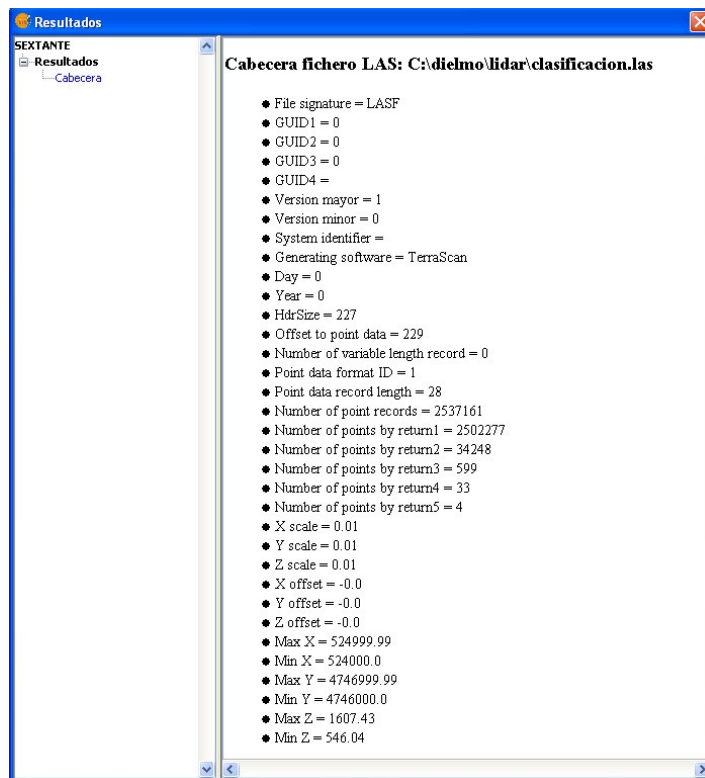 Resultados
SEXTANTE
Resultados
Cabecera
Cabecera fichero LAS: C:\dielmo\lidar\clasificacion.las
File signature = LASF
GUID1 = 0
GUID2 = 0
GUID3 = 0
GUID4 =
Version mayor = 1
Version minor = 0
System identifier =
Generating software = TerraScan
Day = 0
Year = 0
HdrSize = 227
Offset to point data = 229
Number of variable length record = 0
Point data format ID = 1
Point data record length = 28
Number of point records = 2537161
Number of points by return1 = 2502277
Number of points by return2 = 34248
Number of points by return3 = 599
Number of points by return4 = 33
Number of points by return5 = 4
X scale = 0.01
Y scale = 0.01
Z scale = 0.01
X offset = -0.0
Y offset = -0.0
Z offset = -0.0
Max X = 524999.99
Min X = 524000.0
Max Y = 4746999.99
Min Y = 4746000.0
Max Z = 1607.43
Min Z = 546.04